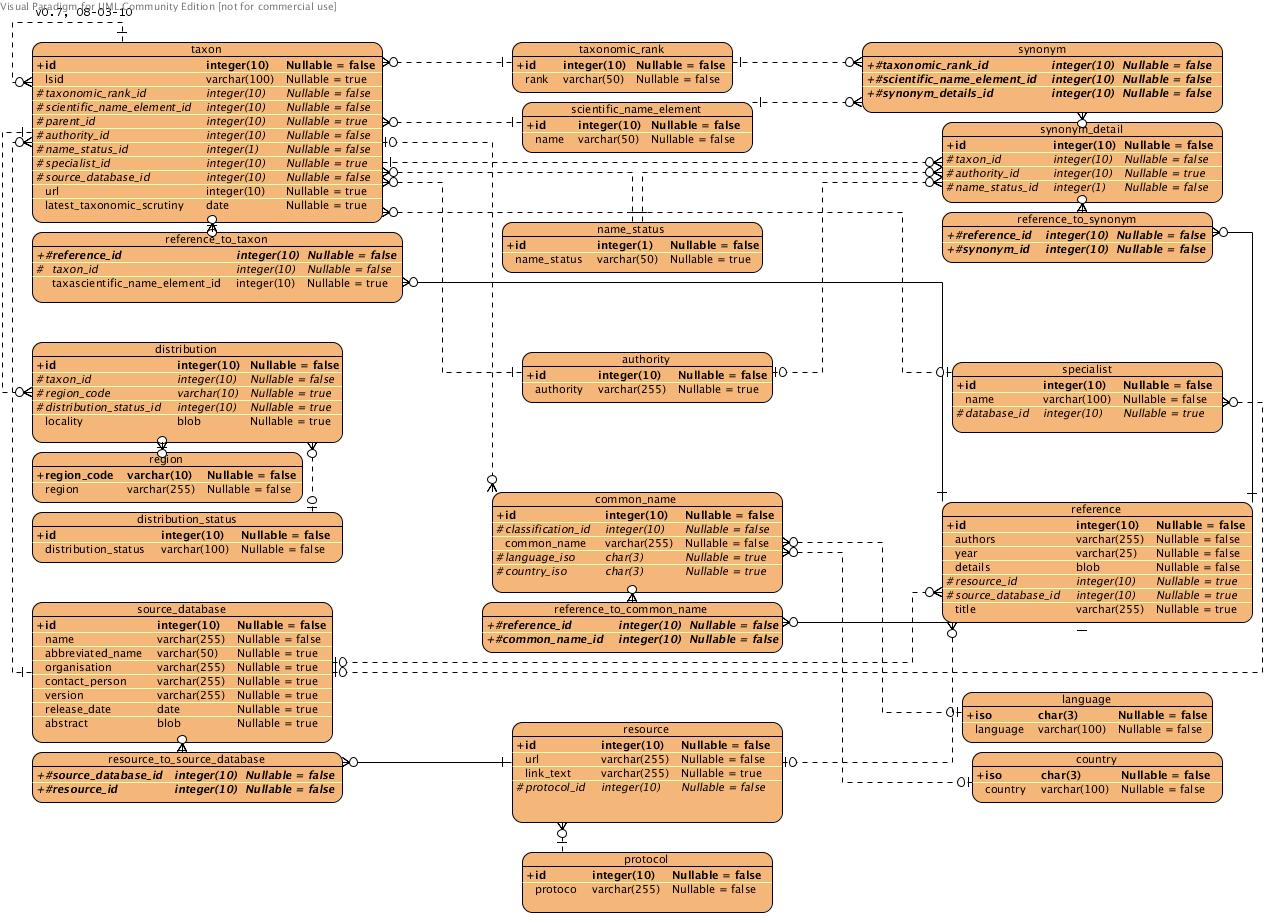 Visual Paradigm for UML Community Edition [not for commercial use]
v0.7, 08-03-10
taxon
+id integer(10) Nullable = false
lsid varchar(100) Nullable = true
#taxonomic_rank_id integer(10) Nullable = false
#scientific_name_element_id integer(10) Nullable = false
#parent_id integer(10) Nullable = true
#authority_id integer(10) Nullable = false
#name_status_id integer(1) Nullable = false
#specialist_id integer(10) Nullable = true
#source_database_id integer(10) Nullable = false
url integer(10) Nullable = true
latest_taxonomic_scrutiny date Nullable = true
taxonomic_rank
+id integer(10) Nullable = false
rank varchar(50) Nullable = false
synonym
+#taxonomic_rank_id integer(10) Nullable = false
+#scientific_name_element_id integer(10) Nullable = false
+#synonym_details_id integer(10) Nullable = false
scientific_name_element
+id integer(10) Nullable = false
name varchar(50) Nullable = false
synonym_detail
+id integer(10) Nullable = false
#taxon_id integer(10) Nullable = false
#authority_id integer(10) Nullable = true
#name_status_id integer(1) Nullable = false
reference_to_taxon
+#reference_id integer(10) Nullable = false
# taxon_id integer(10) Nullable = false
taxascientific_name_element_id integer(10) Nullable = true
name_status
+id integer(1) Nullable = false
name_status varchar(50) Nullable = true
reference_to_synonym
+#reference_id integer(10) Nullable = false
+#synonym_id integer(10) Nullable = false
distribution
+id integer(10) Nullable = false
#taxon_id integer(10) Nullable = false
#region_code varchar(10) Nullable = true
#distribution_status_id integer(10) Nullable = true
locality blob Nullable = true
authority
+id integer(10) Nullable = false
authority varchar(255) Nullable = true
specialist
+id integer(10) Nullable = false
name varchar(100) Nullable = false
#database_id integer(10) Nullable = true
region
+region_code varchar(10) Nullable = false
region varchar(255) Nullable = false
distribution_status
+id integer(10) Nullable = false
distribution_status varchar(100) Nullable = false
common_name
+id integer(10) Nullable = false
#classification_id integer(10) Nullable = false
common_name varchar(255) Nullable = false
#language_iso char(3) Nullable = true
#country_iso char(3) Nullable = true
reference
+id integer(10) Nullable = false
authors varchar(255) Nullable = true
year varchar(25) Nullable = true
details blob Nullable = false
#resource_id integer(10) Nullable = true
#source_database_id integer(10) Nullable = true
title varchar(255) Nullable = true
source_database
+id integer(10) Nullable = false
name varchar(255) Nullable = false
abbreviated_name varchar(50) Nullable = true
organisation varchar(255) Nullable = true
contact_person varchar(255) Nullable = true
version varchar(255) Nullable = true
release_date date Nullable = true
abstract blob Nullable = true
reference_to_common_name
+#reference_id integer(10) Nullable = false
+#common_name_id integer(10) Nullable = false
language
+iso char(3) Nullable = false
language varchar(100) Nullable = false
resource
+id integer(10) Nullable = false
url varchar(255) Nullable = false
link_text varchar(255) Nullable = true
#protocol_id integer(10) Nullable = false
resource_to_source_database
+#source_database_id integer(10) Nullable = false
+#resource_id integer(10) Nullable = false
country
+iso char(3) Nullable = false
country varchar(100) Nullable = false
protocol
+id integer(10) Nullable = false
protoco varchar(255) Nullable = false